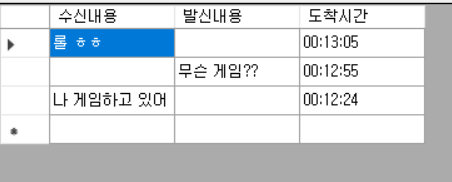 수신내용 발신내용 도착시간
롤 ㅎㅎ 00:13:05
무슨 게임?? 00:12:55
나 게임하고 있어 00:12:24